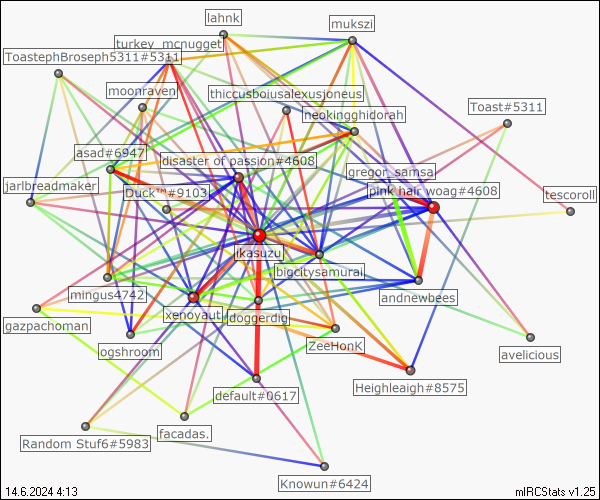 lahnk
mukszi
turkey_mcnugget
ToastephBroseph5311#5311
moonraven
thiccusboiusalexusjoneus
Toast#5311
neokingghidorah
asad#6947
disaster of passion#4608
gregor_samsa
jarlbreadmaker
Duck™#9103
pink hair woag#4608
tescoroll
ikasuzu
bigcitysamurai
mingus4742
andnewbees
xenoyaut
doggerdig
gazpachoman
ogshroom
ZeeHonK
avelicious
Heighleaigh#8575
default#0617
facadas.
Random Stuf6#5983
Knowun#6424
14.6.2024 4:13
mIRCStats v1.25